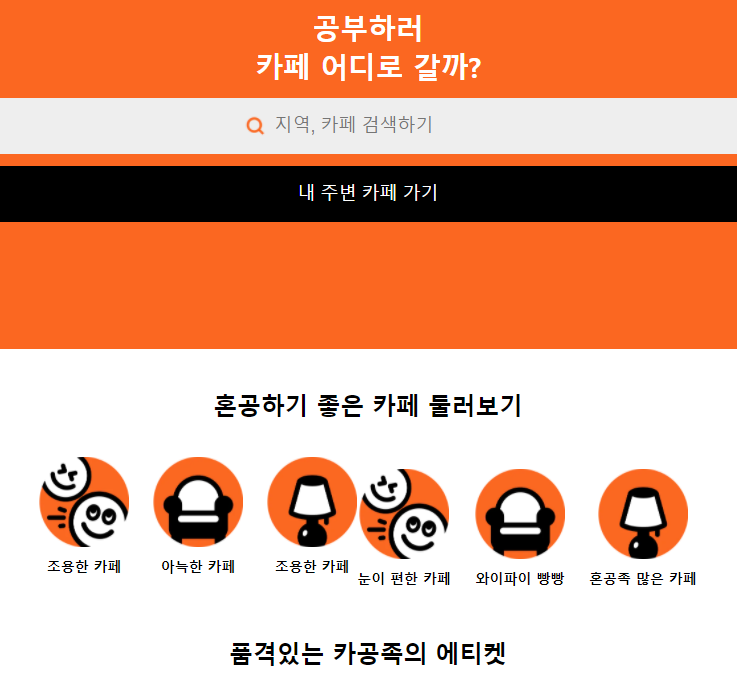 공부하러
카페 어디로 갈까?
지역, 카페 검색하기
내 주변 카페 가기
혼공하기 좋은 카페 둘러보기
조용한 카페
아늑한 카페
조용한 카페
눈이 편한 카페
와이파이 빵빵
혼공족 많은 카페
품격있는 카공족의 에티켓